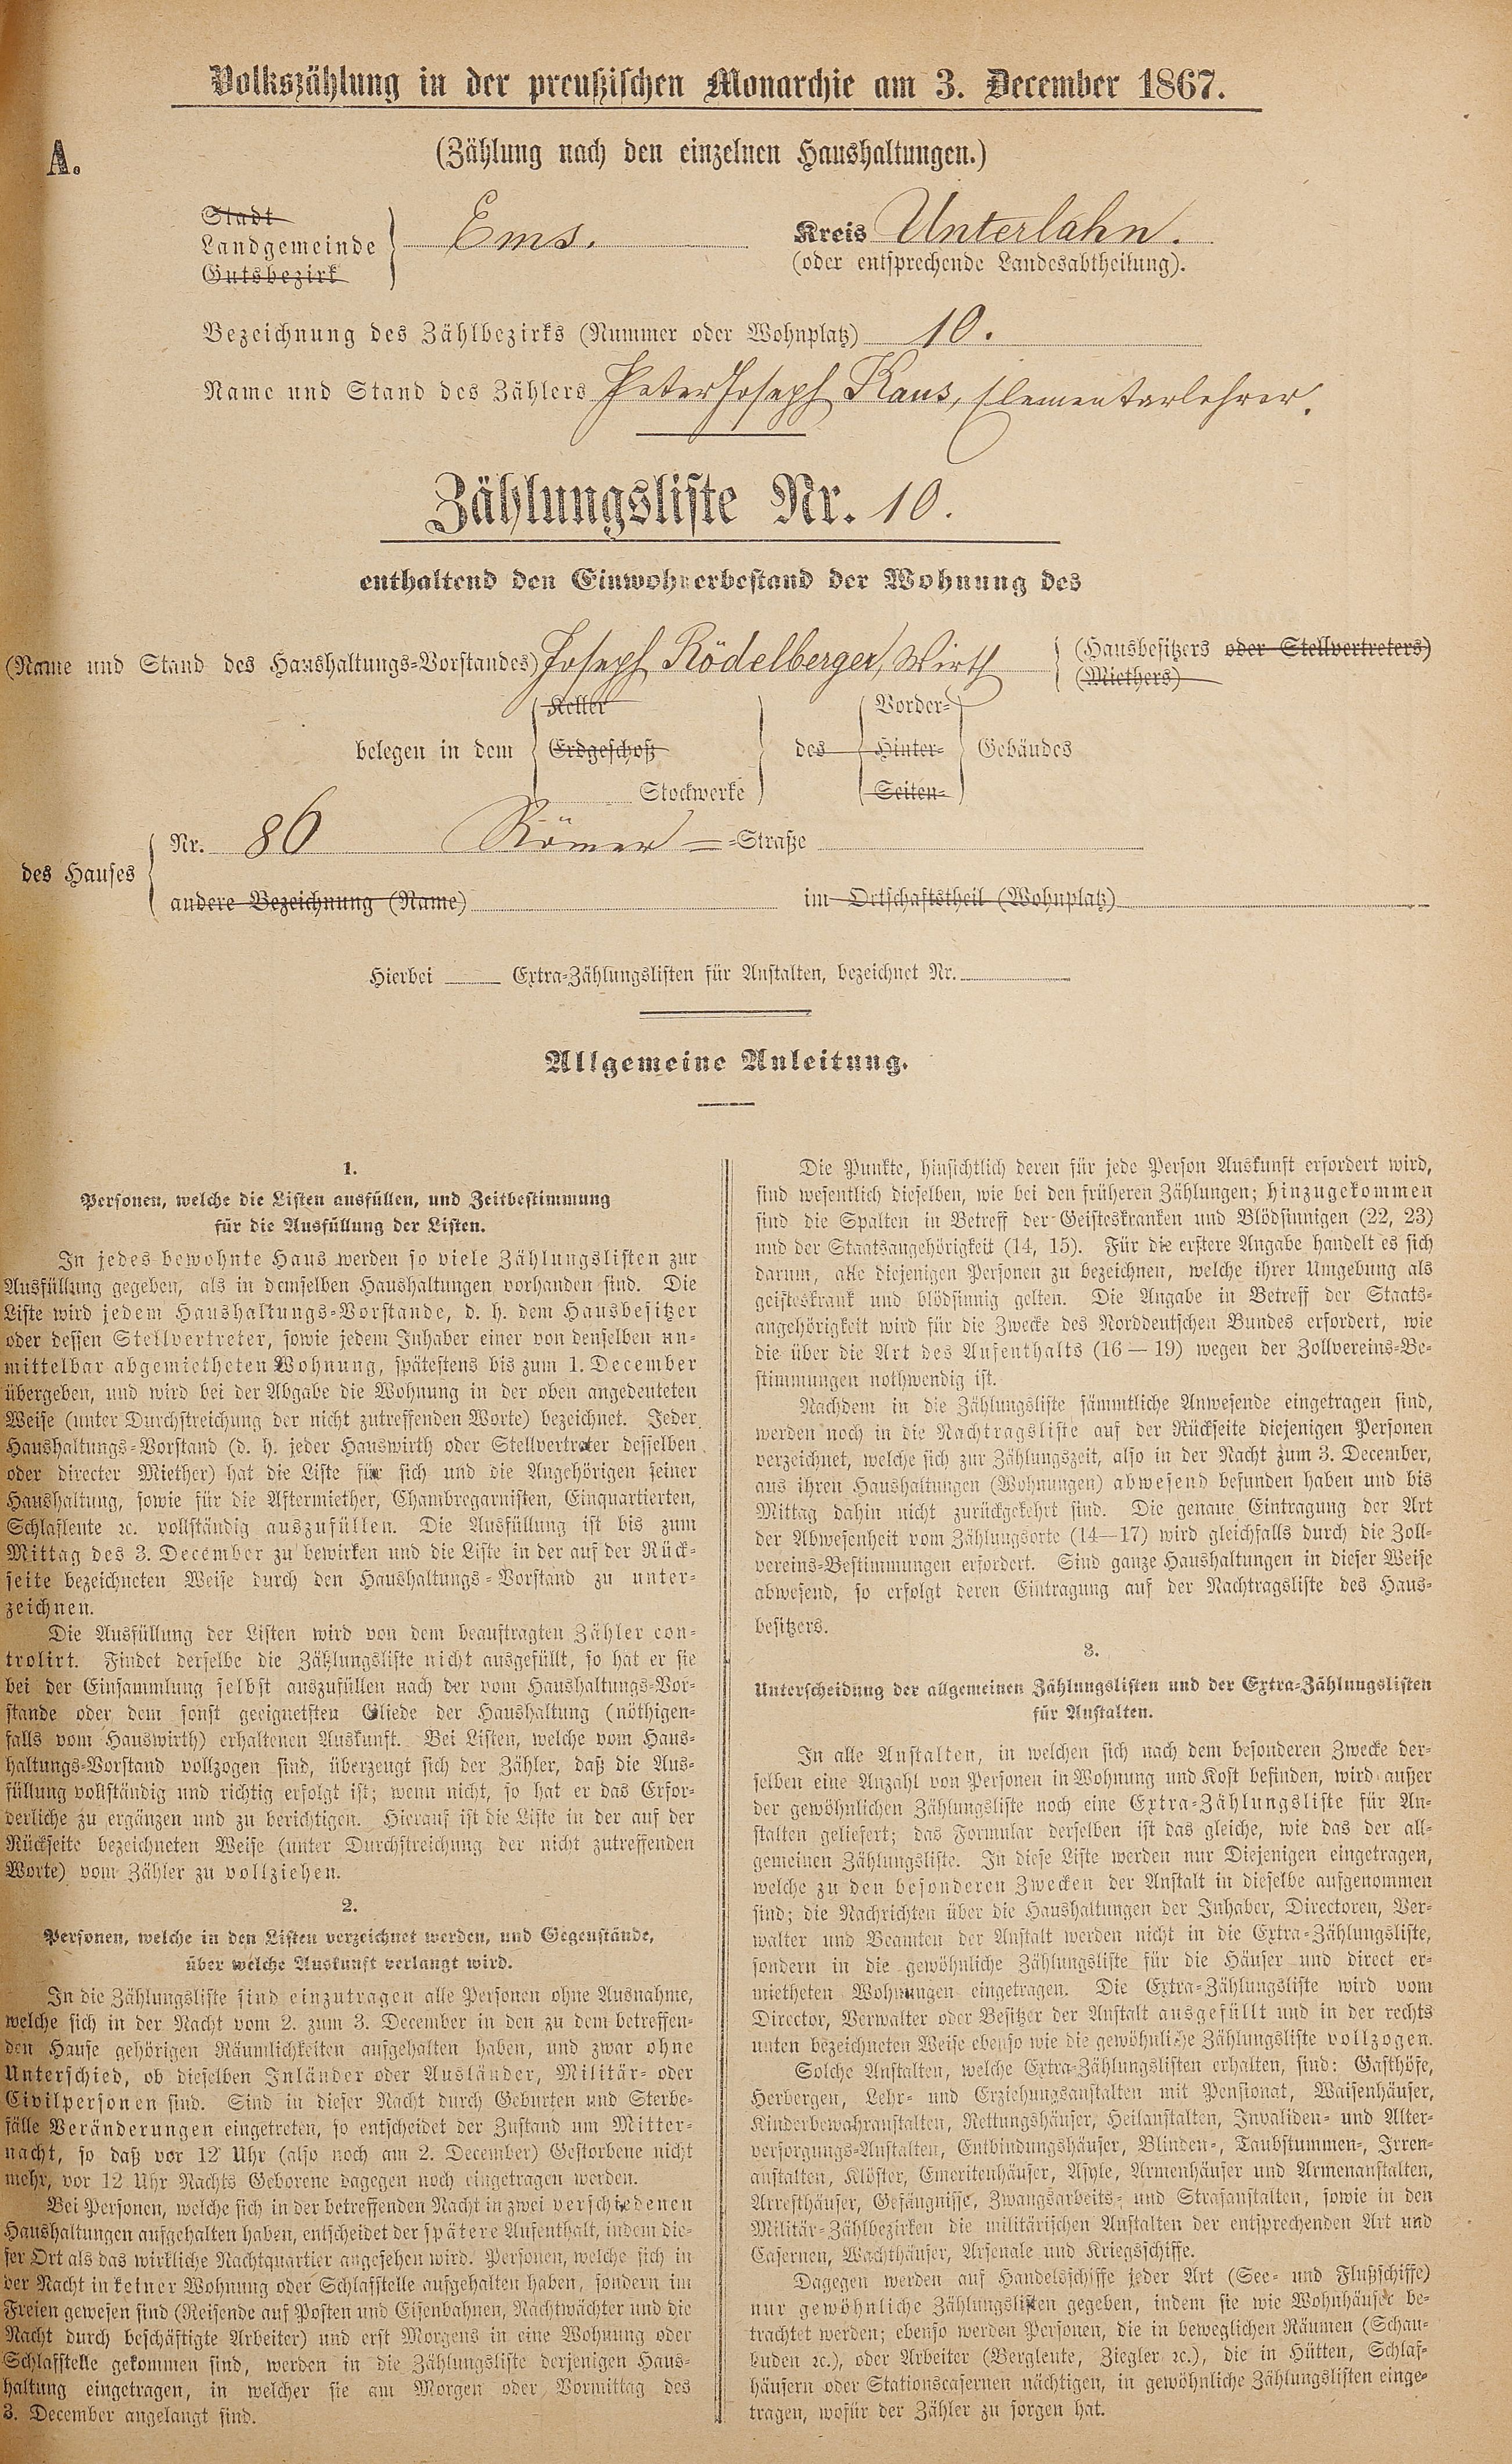 Volkszählung in der preußischen Monarchie am 3. December 1867.
A.
(Zählung nach den einzelnen Haushaltungen.)
Stadt
Landgemeinde
Gutsbezirk
Ems.
Kreis Unterlahn.
(oder entsprechende Landesabtheilung).
Bezeichnung des Zählbezirks (Nummer oder Wohnplatz) 10.
Name und Stand des Zählers Peter Joseph Kaus, Elementarlehrer.
Zählungsliste Nr. 10.
enthaltend den Einwohnerbestand der Wohnung des
(Name und Stand des Haushaltungs-Vorstandes) Joseph Rödelberger, Wirth
(Hausbesitzers oder Stellvertreters)
(Miethers)
belegen in dem
Keller
Erdgeschoß
Stockwerke
des
Vorder-
Hinter-
Seiten-
Gebäudes
des Hauses
Nr. 86 Römer = -Straße
andere Bezeichnung (Name) im Ortschaftstheil (Wohnplatz)
Hierbei Extra-Zählungslisten für Anstalten, bezeichnet Nr.
Allgemeine Anleitung.
1.
Personen, welche die Listen ausfüllen, und Zeitbestimmung
für die Ausfüllung der Listen.
In jedes bewohnte Haus werden so viele Zählungslisten zur
Ausfüllung gegeben, als in demselben Haushaltungen vorhanden sind. Die
Liste wird jedem Haushaltungs-Vorstande, d. h. dem Hausbesitzer
oder dessen Stellvertreter, sowie jedem Inhaber einer von denselben un-
mittelbar abgemietheten Wohnung, spätestens bis zum 1. December
übergeben, und wird bei der Abgabe die Wohnung in der oben angedeuteten
Weise (unter Durchstreichung der nicht zutreffenden Worte) bezeichnet. Jeder
Haushaltungs-Vorstand (d. h. jeder Hauswirth oder Stellvertreter desselben
oder directer Miether) hat die Liste für sich und die Angehörigen seiner
Haushaltung, sowie für die Aftermiether, Chambregarnisten, Einquartierten,
Schlafleute ꝛc. vollständig auszufüllen. Die Ausfüllung ist bis zum
Mittag des 3. December zu bewirken und die Liste in der auf der Rück-
seite bezeichneten Weise durch den Haushaltungs-Vorstand zu unter-
zeichnen.
Die Ausfüllung der Listen wird von dem beauftragten Zähler con-
trolirt. Findet derselbe die Zählungsliste nicht ausgefüllt, so hat er sie
bei der Einsammlung selbst auszufüllen nach der vom Haushaltungs-Vor-
stande oder dem sonst geeignetsten Gliede der Haushaltung (nöthigen-
falls vom Hauswirth) erhaltenen Auskunft. Bei Listen, welche vom Haus-
haltungs-Vorstand vollzogen sind, überzeugt sich der Zähler, daß die Aus-
füllung vollständig und richtig erfolgt ist; wenn nicht, so hat er das Erfor-
derliche zu ergänzen und zu berichtigen. Hierauf ist die Liste in der auf der
Rückseite bezeichneten Weise (unter Durchstreichung der nicht zutreffenden
Worte) vom Zähler zu vollziehen.
2.
Personen, welche in den Listen verzeichnet werden, und Gegenstände,
über welche Auskunft verlangt wird.
In die Zählungsliste sind einzutragen alle Personen ohne Ausnahme,
welche sich in der Nacht vom 2. zum 3. December in den zu dem betreffen-
den Hause gehörigen Räumlichkeiten aufgehalten haben, und zwar ohne
Unterschied, ob dieselben Inländer oder Ausländer, Militär- oder
Civilpersonen sind. Sind in dieser Nacht durch Geburten und Sterbe-
fälle Veränderungen eingetreten, so entscheidet der Zustand um Mitter-
nacht, so daß vor 12 Uhr (also noch am 2. December) Gestorbene nicht
mehr, vor 12 Uhr Nachts Geborene dagegen noch eingetragen werden.
Bei Personen, welche sich in der betreffenden Nacht in zwei verschiedenen
Haushaltungen aufgehalten haben, entscheidet der spätere Aufenthalt, indem die-
ser Ort als das wirkliche Nachtquartier angesehen wird. Personen, welche sich in
der Nacht in keiner Wohnung oder Schlafstelle aufgehalten haben, sondern im
Freien gewesen sind (Reisende auf Posten und Eisenbahnen, Nachtwächter und die
Nacht durch beschäftigte Arbeiter) und erst Morgens in eine Wohnung oder
Schlafstelle gekommen sind, werden in die Zählungsliste derjenigen Haus-
haltung eingetragen, in welcher sie am Morgen oder Vormittag des
3. December angelangt sind.
Die Punkte, hinsichtlich deren für jede Person Auskunft erfordert wird,
sind wesentlich dieselben, wie bei den früheren Zählungen; hinzugekommen
sind die Spalten in Betreff der Geisteskranken und Blödsinnigen (22, 23)
und der Staatsangehörigkeit (14, 15). Für die erstere Angabe handelt es sich
darum, alle diejenigen Personen zu bezeichnen, welche ihrer Umgebung als
geisteskrank und blödsinnig gelten. Die Angabe in Betreff der Staats-
angehörigkeit wird für die Zwecke des Norddeutschen Bundes erfordert, wie
die über die Art des Aufenthalts (16—19) wegen der Zollvereins-Be-
stimmungen nothwendig ist.
Nachdem in die Zählungsliste sämmtliche Anwesende eingetragen sind,
werden noch in die Nachtragsliste auf der Rückseite diejenigen Personen
verzeichnet, welche sich zur Zählungszeit, also in der Nacht zum 3. December,
aus ihren Haushaltungen (Wohnungen) abwesend befunden haben und bis
Mittag dahin nicht zurückgekehrt sind. Die genaue Eintragung der Art
der Abwesenheit vom Zählungsorte (14—17) wird gleichfalls durch die Zoll-
vereins-Bestimmungen erfordert. Sind ganze Haushaltungen in dieser Weise
abwesend, so erfolgt deren Eintragung auf der Nachtragsliste des Haus-
besitzers.
3.
Unterscheidung der allgemeinen Zählungslisten und der Extra-Zählungslisten
für Anstalten.
In alle Anstalten, in welchen sich nach dem besonderen Zwecke der-
selben eine Anzahl von Personen in Wohnung und Kost befinden, wird außer
der gewöhnlichen Zählungsliste noch eine Extra-Zählungsliste für An-
stalten geliefert; das Formular derselben ist das gleiche, wie das der all-
gemeinen Zählungsliste. In diese Liste werden nur Diejenigen eingetragen,
welche zu den besonderen Zwecken der Anstalt in dieselbe aufgenommen
sind; die Nachrichten über die Haushaltungen der Inhaber, Directoren, Ver-
walter und Beamten der Anstalt werden nicht in die Extra-Zählungsliste,
sondern in die gewöhnliche Zählungsliste für die Häuser und direct er-
mietheten Wohnungen eingetragen. Die Extra-Zählungsliste wird vom
Director, Verwalter oder Besitzer der Anstalt ausgefüllt und in der rechts
unten bezeichneten Weise ebenso wie die gewöhnliche Zählungsliste vollzogen.
Solche Anstalten, welche Extra-Zählungslisten erhalten, sind: Gasthöfe,
Herbergen, Lehr- und Erziehungsanstalten mit Pensionat, Waisenhäuser,
Kinderbewahranstalten, Rettungshäuser, Heilanstalten, Invaliden- und Alter-
versorgungs-Anstalten, Entbindungshäuser, Blinden-, Taubstummen-, Irren-
anstalten, Klöster, Emeritenhäuser, Asyle, Armenhäuser und Armenanstalten,
Arresthäuser, Gefängnisse, Zwangsarbeits- und Strafanstalten, sowie in den
Militär-Zählbezirken die militärischen Anstalten der entsprechenden Art und
Casernen, Wachthäuser, Arsenale und Kriegsschiffe.
Dagegen werden auf Handelsschiffe jeder Art (See- und Flußschiffe)
nur gewöhnliche Zählungslisten gegeben, indem sie wie Wohnhäuser be-
trachtet werden; ebenso werden Personen, die in beweglichen Räumen (Schau-
buden ꝛc.), oder Arbeiter (Bergleute, Ziegler ꝛc.), die in Hütten, Schlaf-
häusern oder Stationscasernen nächtigen, in gewöhnliche Zählungslisten einge-
tragen, wofür der Zähler zu sorgen hat.